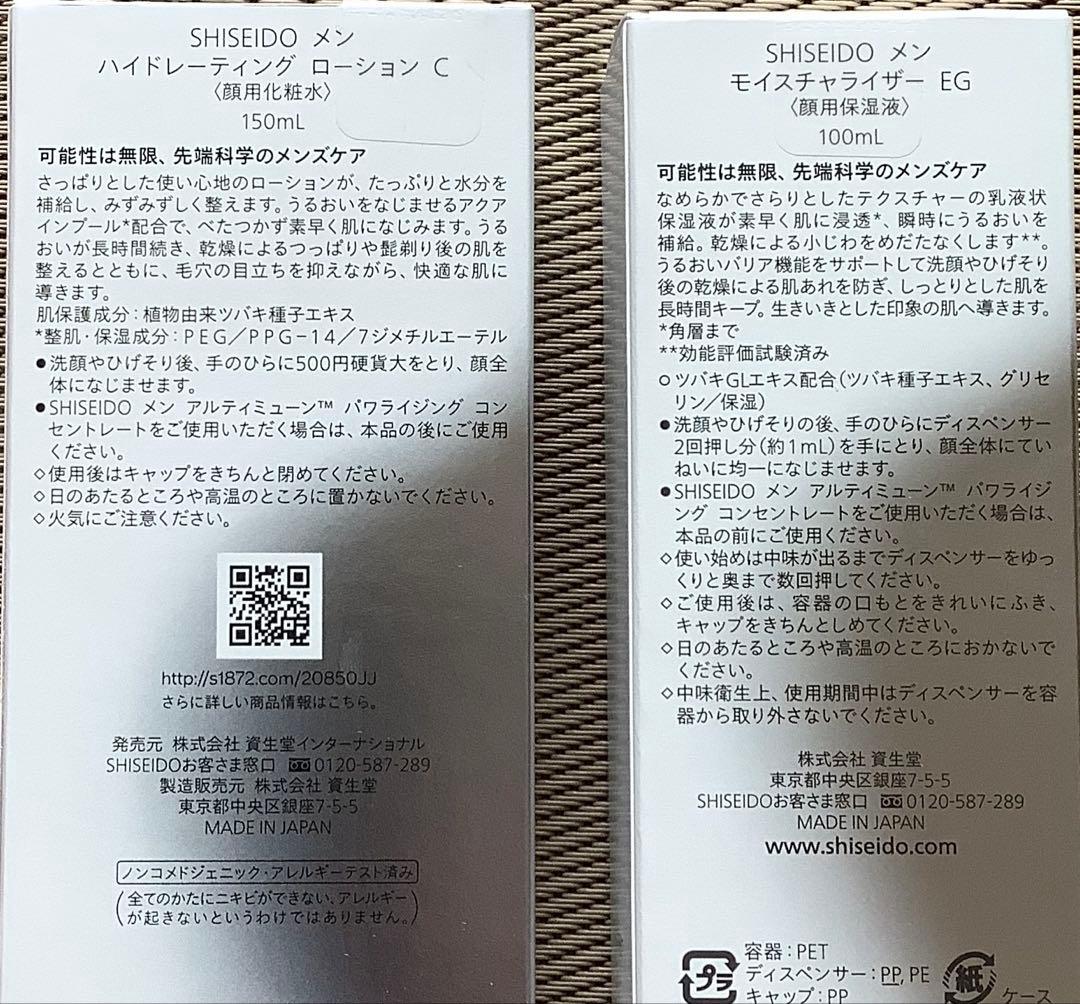 SHISEIDO メン
ハイドレーティング ローション C
〈顔用化粧水〉
150mL
可能性は無限、先端科学のメンズケア
さっぱりとした使い心地のローションが、たっぷりと水分を
補給し、みずみずしく整えます。うるおいをなじませるアクア
インプール*配合で、べたつかず素早く肌になじみます。うる
おいが長時間続き、乾燥によるつっぱりや髭剃り後の肌を
整えるとともに、毛穴の目立ちを抑えながら、快適な肌に
導きます。
肌保護成分：植物由来ツバキ種子エキス
*整肌・保湿成分：PEG／PPG-14／7ジメチルエーテル
●洗顔やひげそり後、手のひらに500円硬貨大をとり、顔全
体になじませます。
●SHISEIDO メン アルティミューン™ パワライジング コン
セントレートをご使用いただく場合は、本品の後にご使用
ください。
◇使用後はキャップをきちんと閉めてください。
◇日のあたるところや高温のところに置かないでください。
◇火気にご注意ください。
http://s1872.com/20850JJ
さらに詳しい商品情報はこちら。
発売元 株式会社 資生堂インターナショナル
SHISEIDOお客さま窓口 0120-587-289
製造販売元 株式会社 資生堂
東京都中央区銀座7-5-5
MADE IN JAPAN
ノンコメドジェニック・アレルギーテスト済み
(全てのかたにニキビができない、アレルギー
が起きないというわけではありません。)
SHISEIDO メン
モイスチャライザー EG
〈顔用保湿液〉
100mL
可能性は無限、先端科学のメンズケア
なめらかでさらりとしたテクスチャーの乳液状
保湿液が素早く肌に浸透*、瞬時にうるおいを
補給。乾燥による小じわをめだたなくします**。
うるおいバリア機能をサポートして洗顔やひげそり
後の乾燥による肌あれを防ぎ、しっとりとした肌を
長時間キープ。生きいきとした印象の肌へ導きます。
*角層まで
**効能評価試験済み
○ツバキGLエキス配合(ツバキ種子エキス、グリセ
リン／保湿)
●洗顔やひげそりの後、手のひらにディスペンサー
2回押し分(約1mL)を手にとり、顔全体にてい
ねいに均一になじませます。
●SHISEIDO メン アルティミューン™ パワライジ
ング コンセントレートをご使用いただく場合は、
本品の前にご使用ください。
◇使い始めは中味が出るまでディスペンサーをゆっ
くりと奥まで数回押してください。
◇ご使用後は、容器の口もとをきれいにふき、
キャップをきちんとしめてください。
◇日のあたるところや高温のところにおかないで
ください。
◇中味衛生上、使用期間中はディスペンサーを容
器から取り外さないでください。
株式会社 資生堂
東京都中央区銀座7-5-5
SHISEIDOお客さま窓口 0120-587-289
MADE IN JAPAN
www.shiseido.com
プラ
容器：PET
ディスペンサー：PP, PE
キャップ：PP
紙
ケース